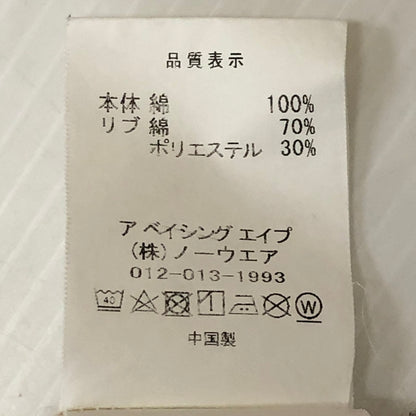 品質表示
本体 綿 100%
リブ 綿 70%
ポリエステル 30%
ア ベイシング エイプ
(株) ノーウエア
012-013-1993
40 W
中国製